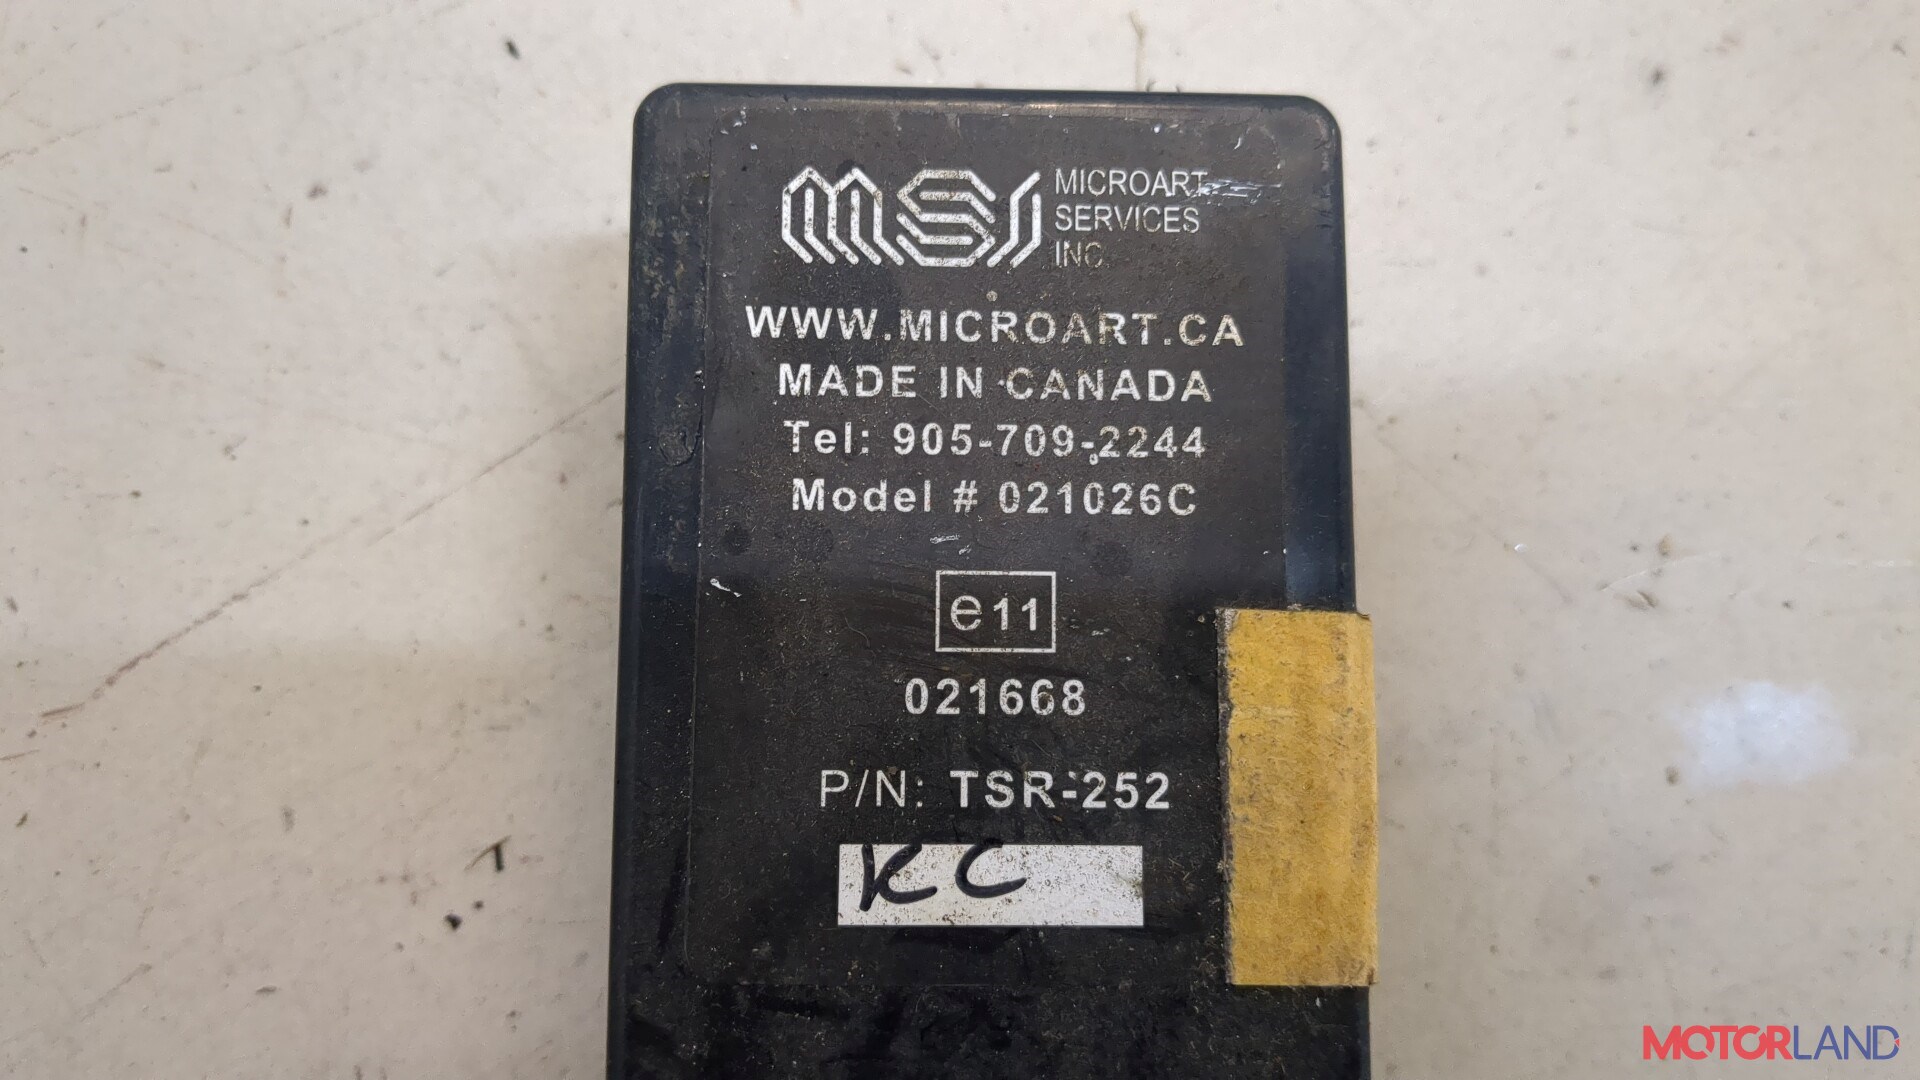 msi
MICROART
SERVICES
INC.
WWW.MICROART.CA
MADE IN CANADA
Tel: 905-709-2244
Model # 021026C
e11
021668
P/N: TSR-252
KC
MOTORLAND